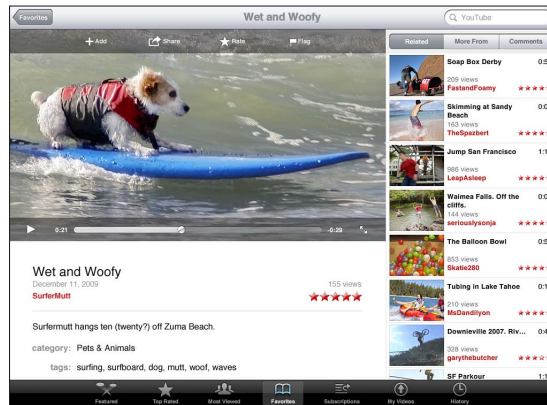 Favorites
Wet and Woofy
YouTube
Add
Share
Rate
Flag
Related
More From
Comments
0:21
-0:29
Wet and Woofy
December 11, 2009
155 views
SurferMutt
Surfermutt hangs ten (twenty?) off Zuma Beach.
category: Pets & Animals
tags: surfing, surfboard, dog, mutt, woof, waves
Soap Box Derby
209 views
FastandFoamy
Skimming at Sandy
Beach
163 views
TheSpazbert
Jump San Francisco
986 views
LeapAsleep
Waimea Falls. Off the
cliffs.
144 views
seriouslysonja
The Balloon Bowl
853 views
Skatie280
Tubing in Lake Tahoe
210 views
MsDandilyon
Downieville 2007. Riv...
328 views
garythebutcher
SF Parkour
Featured
Top Rated
Most Viewed
Favorites
Subscriptions
My Videos
History